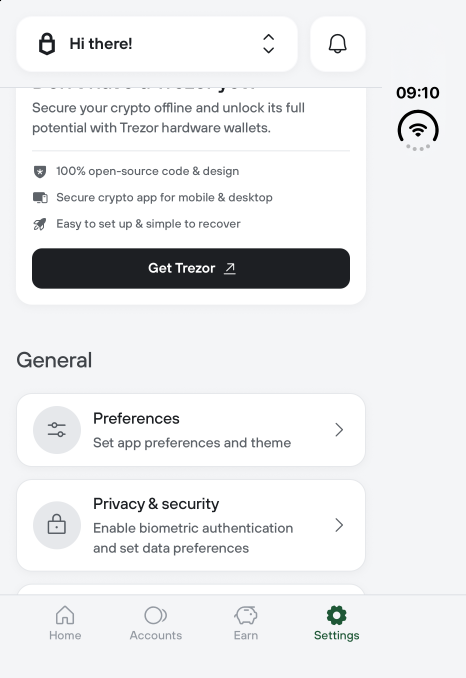 Hi there!
09:10
Secure your crypto offline and unlock its full
potential with Trezor hardware wallets.
100% open-source code & design
Secure crypto app for mobile & desktop
Easy to set up & simple to recover
Get Trezor
General
Preferences
Set app preferences and theme
Privacy & security
Enable biometric authentication
and set data preferences
Home
Accounts
Earn
Settings